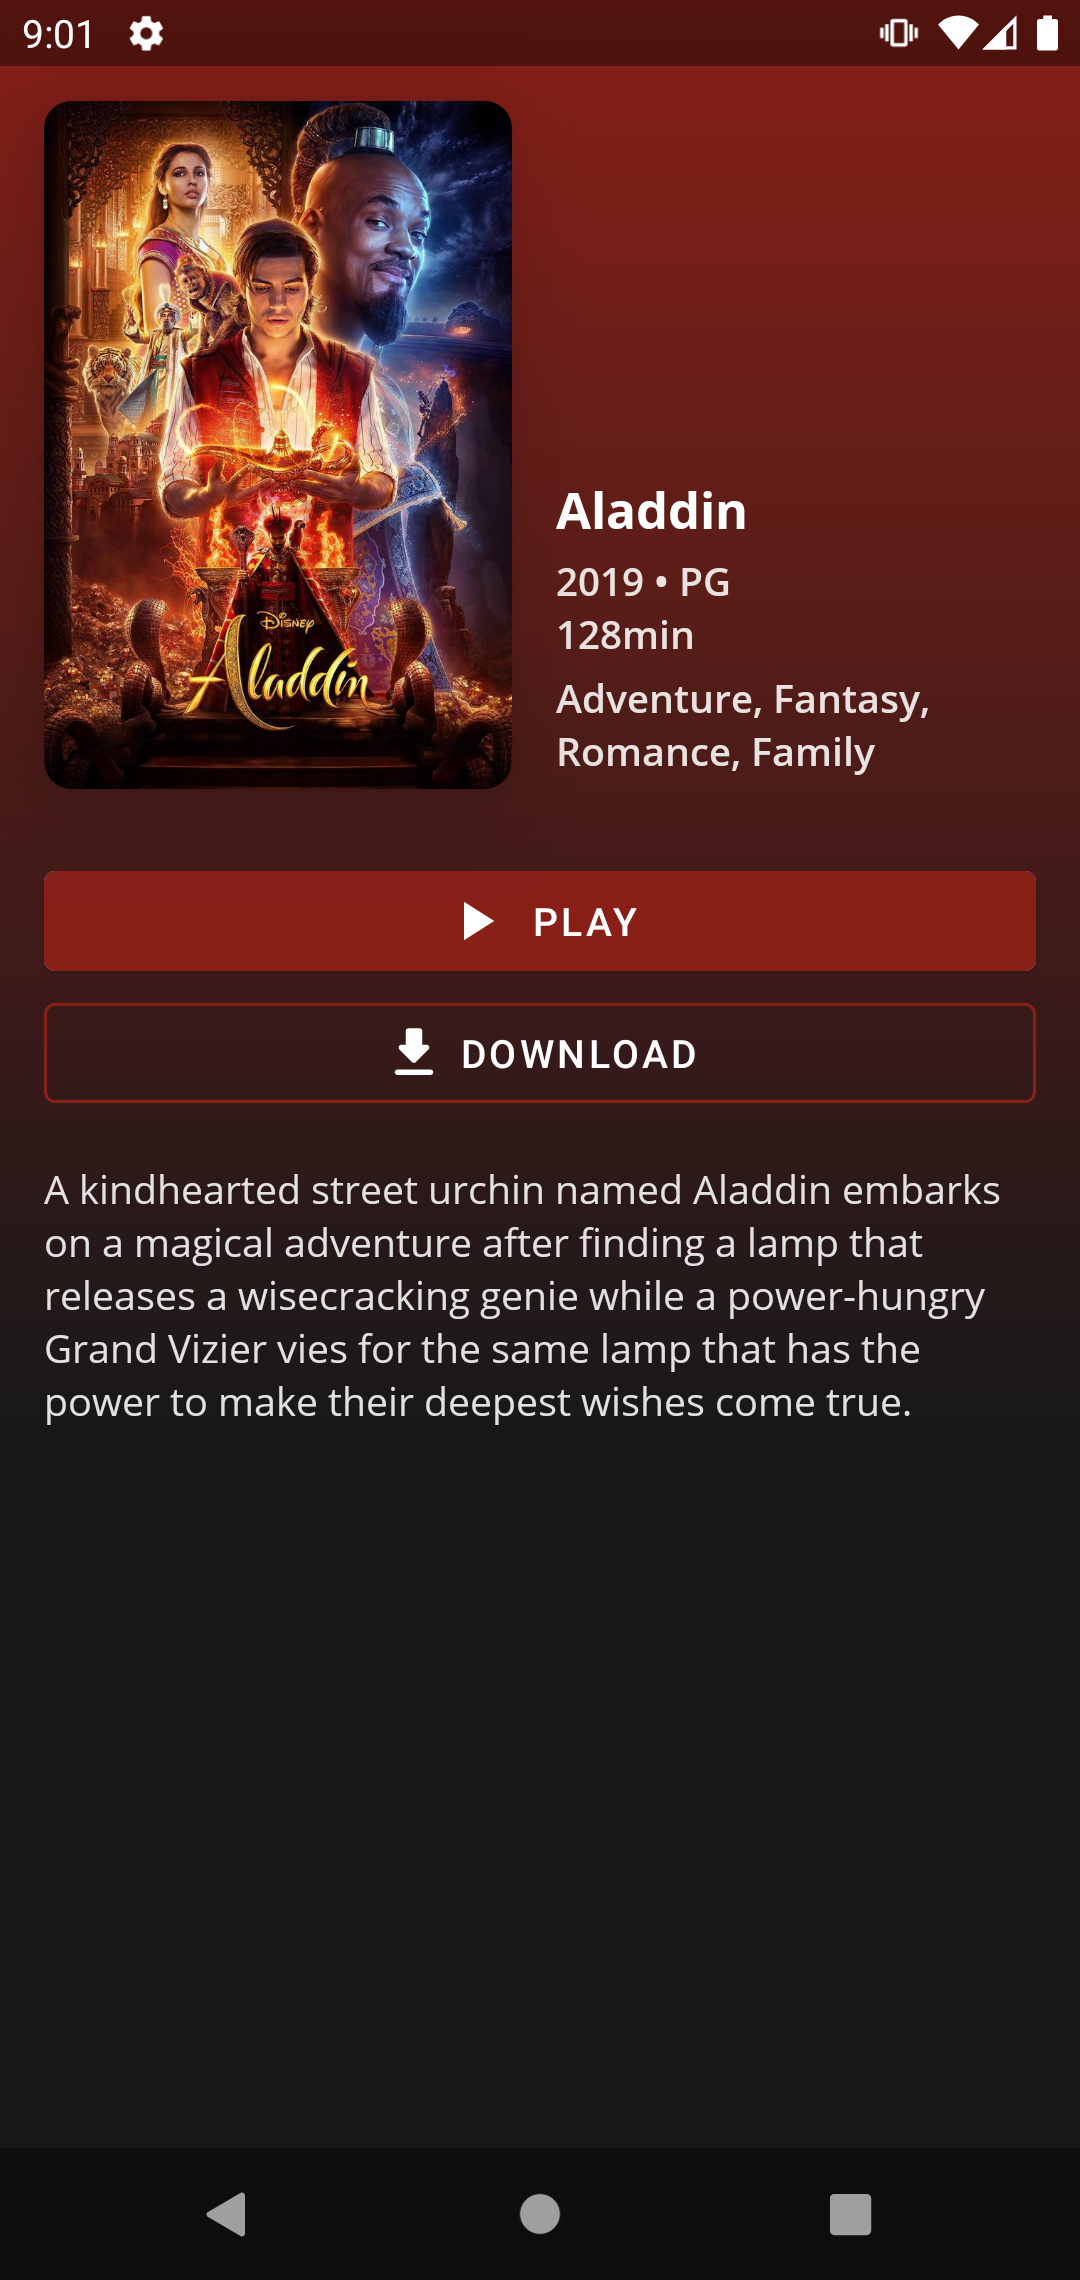 9:01
DISNEY
Aladdin
Aladdin
2019 • PG
128min
Adventure, Fantasy,
Romance, Family
PLAY
DOWNLOAD
A kindhearted street urchin named Aladdin embarks
on a magical adventure after finding a lamp that
releases a wisecracking genie while a power-hungry
Grand Vizier vies for the same lamp that has the
power to make their deepest wishes come true.